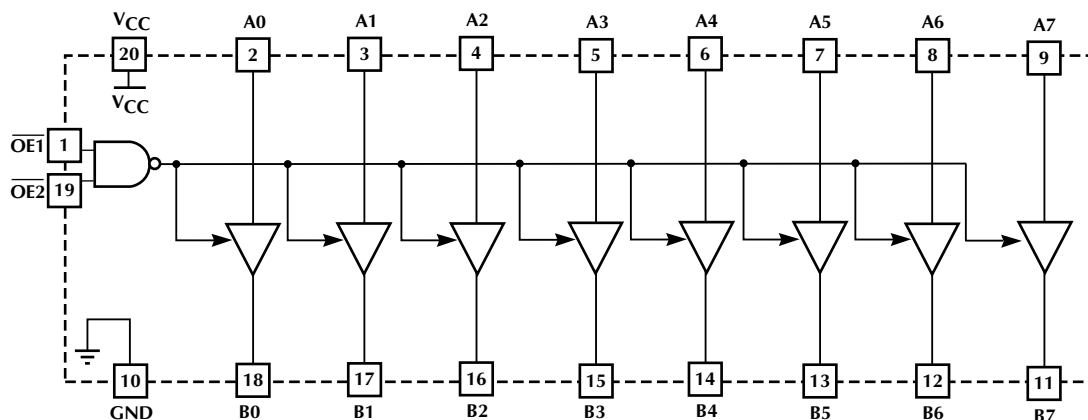 VCC A0 A1 A2 A3 A4 A5 A6 A7
20 2 3 4 5 6 7 8 9
VCC
OE1 1
OE2 19
10 18 17 16 15 14 13 12 11
GND B0 B1 B2 B3 B4 B5 B6 B7